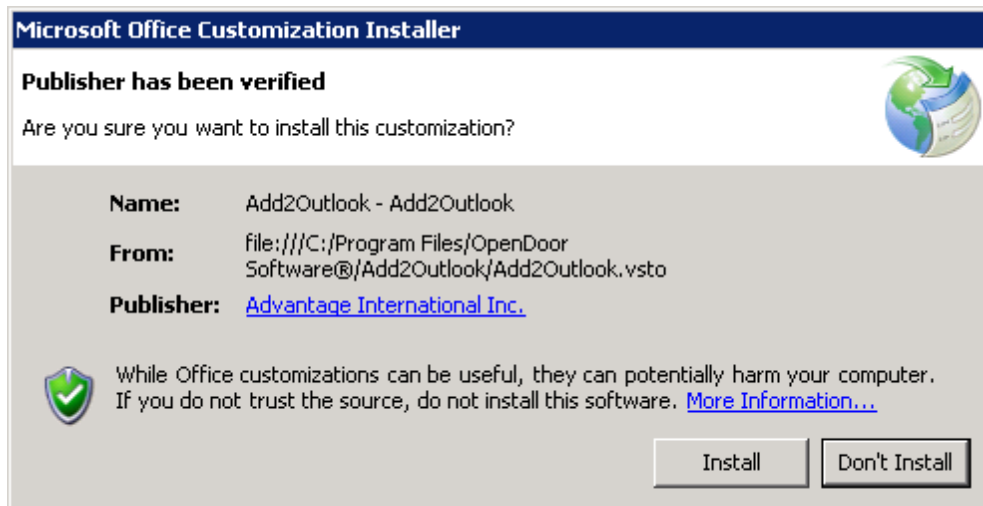 Microsoft Office Customization Installer
Publisher has been verified
Are you sure you want to install this customization?
Name: Add2Outlook - Add2Outlook
From: file:///C:/Program Files/OpenDoor
Software®/Add2Outlook/Add2Outlook.vsto
Publisher: Advantage International Inc.
While Office customizations can be useful, they can potentially harm your computer.
If you do not trust the source, do not install this software. More Information...
Install Don't Install